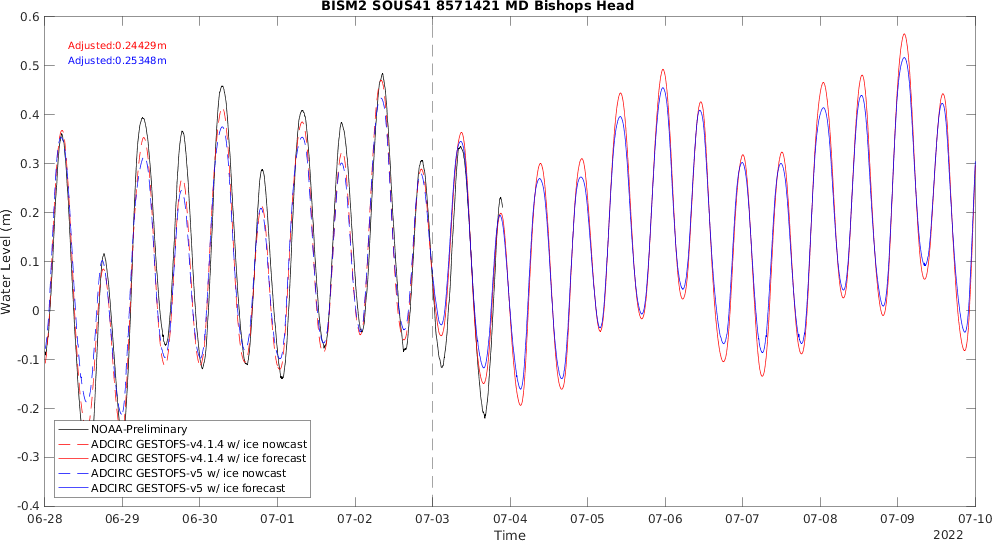 BISM2 SOUS41 8571421 MD Bishops Head
Adjusted:0.24429m
Adjusted:0.25348m
Water Level (m)
0.6
0.5
0.4
0.3
0.2
0.1
0
-0.1
-0.2
-0.3
-0.4
NOAA-Preliminary
ADCIRC GESTOFS-v4.1.4 w/ ice nowcast
ADCIRC GESTOFS-v4.1.4 w/ ice forecast
ADCIRC GESTOFS-v5 w/ ice nowcast
ADCIRC GESTOFS-v5 w/ ice forecast
06-28 06-29 06-30 07-01 07-02 07-03 07-04 07-05 07-06 07-07 07-08 07-09 07-10
Time
2022